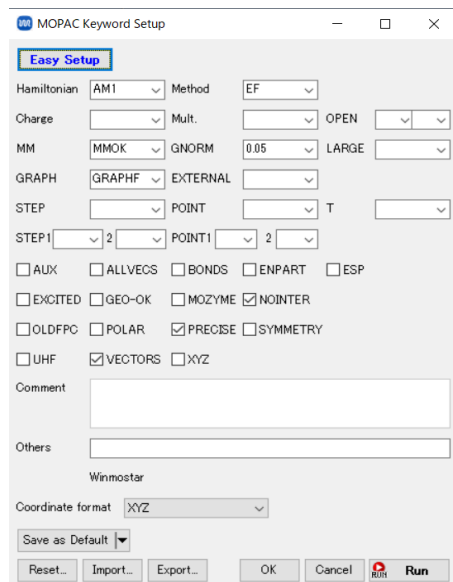 MOPAC Keyword Setup
Easy Setup
Hamiltonian AM1 Method EF
Charge Mult. OPEN
MM MMOK GNORM 0.05 LARGE
GRAPH GRAPHF EXTERNAL
STEP POINT T
STEP1 2 POINT1 2
AUX ALLVECS BONDS ENPART ESP
EXCITED GEO-OK MOZYME NOINTER
OLDFPC POLAR PRECISE SYMMETRY
UHF VECTORS XYZ
Comment
Others
Winmostar
Coordinate format XYZ
Save as Default
Reset... Import... Export... OK Cancel RUN Run